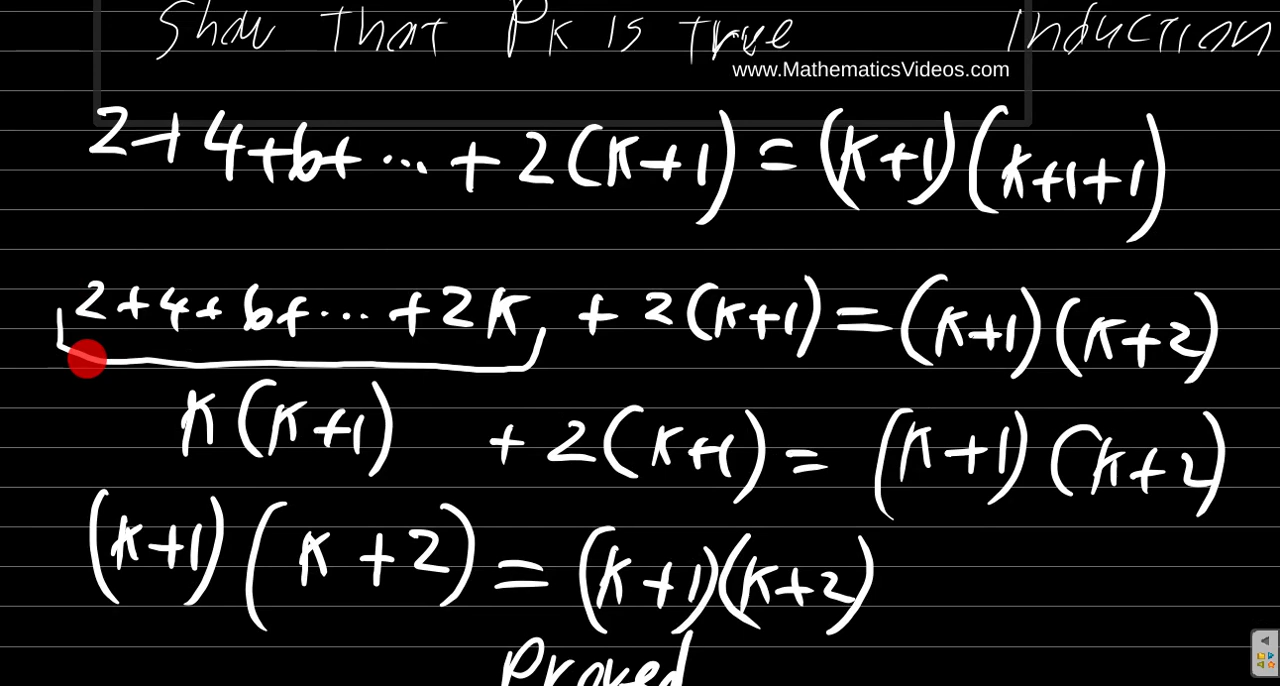 Show That Pk is True Induction
www.MathematicsVideos.com
2+4+6+...+2(k+1)=(k+1)(k+1+1)
2+4+6+...+2k+2(k+1)=(k+1)(k+2)
k(k+1)+2(k+1)=(k+1)(k+2)
(k+1)(k+2)=(k+1)(k+2)
Proved